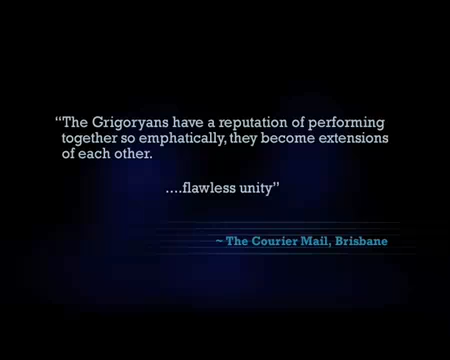 “The Grigoryans have a reputation of performing
together so emphatically, they become extensions
of each other.
....flawless unity”
~ The Courier Mail, Brisbane